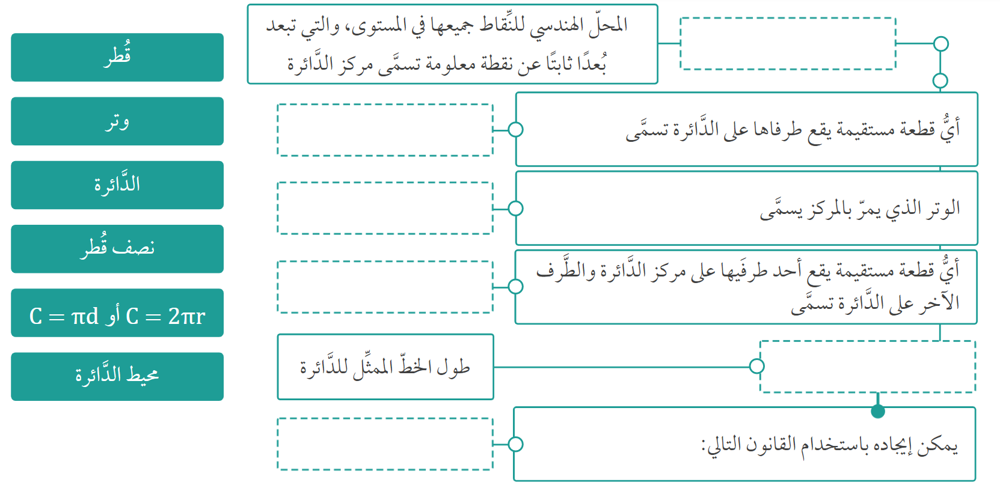 المحلّ الهندسي للنِّقاط جميعها في المستوى، والتي تبعد
بُعدًا ثابتًا عن نقطة معلومة تسمَّى مركز الدَّائرة
أيُّ قطعة مستقيمة يقع طرفاها على الدَّائرة تسمَّى
الوتر الذي يمرّ بالمركز يسمَّى
أيُّ قطعة مستقيمة يقع أحد طرفَيها على مركز الدَّائرة والطَّرف
الآخر على الدَّائرة تسمَّى
طول الخطّ الممثِّل للدَّائرة
يمكن إيجاده باستخدام القانون التالي:
قُطر
وتر
الدَّائرة
نصف قُطر
C = πd أو C = 2πr
محيط الدَّائرة